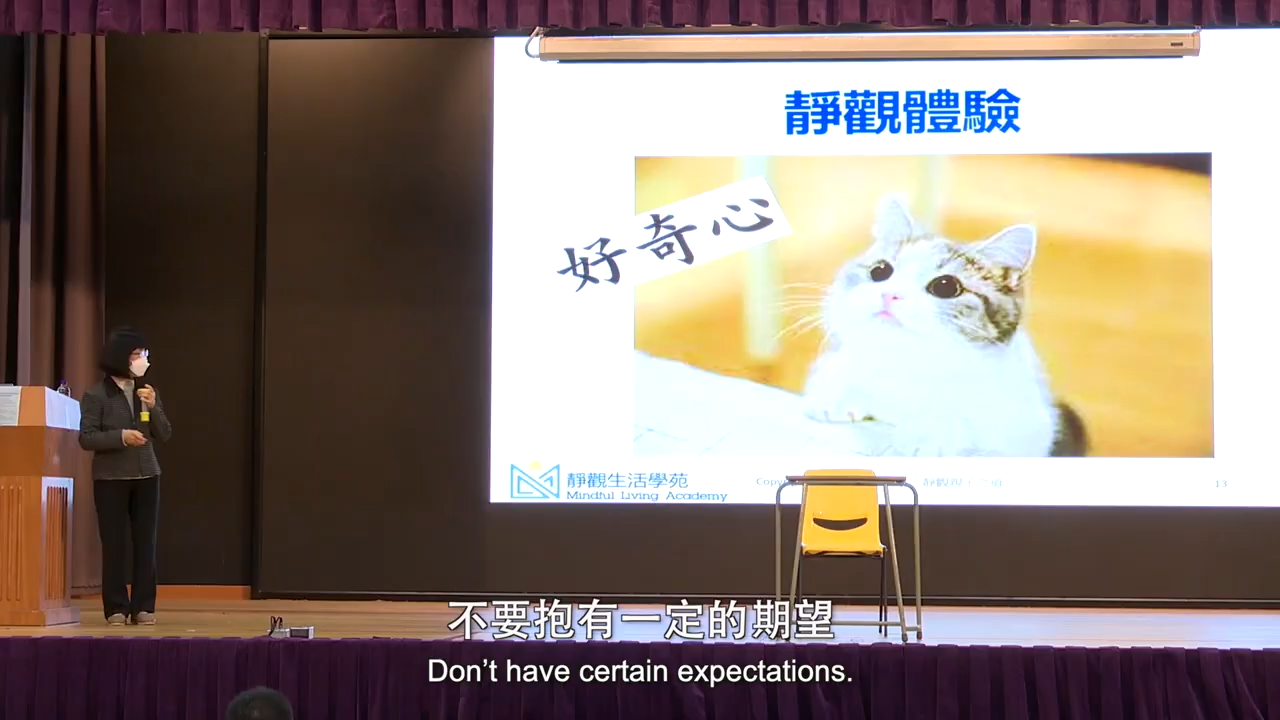 靜觀體驗
好奇心
靜觀生活學苑
Mindful Living Academy
13
不要抱有一定的期望
Don't have certain expectations.